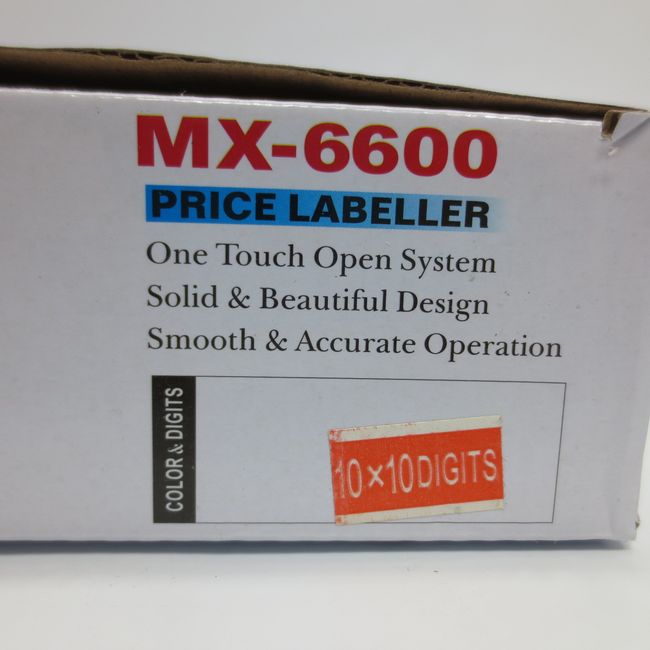 MX-6600
PRICE LABELLER
One Touch Open System
Solid & Beautiful Design
Smooth & Accurate Operation
COLOR & DIGITS
10×10DIGITS